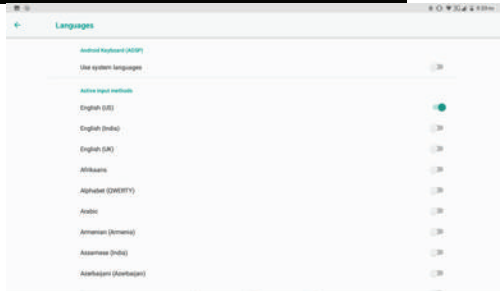 Languages
Android Keyboard (AOSP)
Use system languages
Active input methods
English (US)
English (India)
English (UK)
Afrikaans
Alphabet (QWERTY)
Arabic
Armenian (Armenia)
Assamese (India)
Azerbaijani (Azerbaijan)